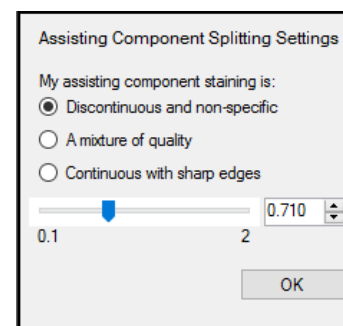 Assisting Component Splitting Settings
My assisting component staining is:
Discontinuous and non-specific
A mixture of quality
Continuous with sharp edges
0.710
0.1 2
OK